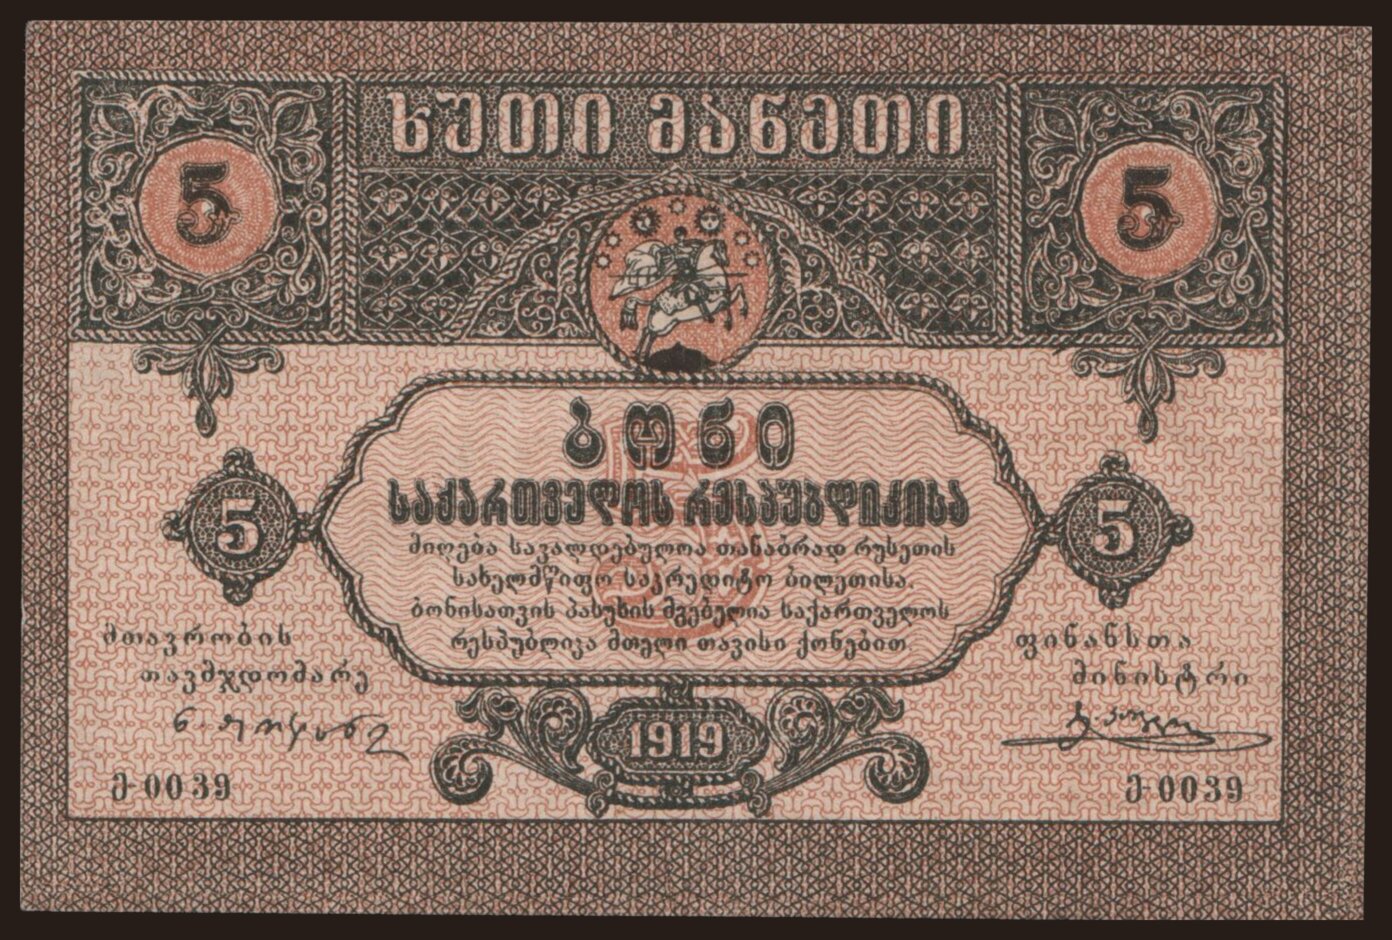 5
ხუთი მანეთი
5
ბონი
საქართველოს რესპუბლიკისა
მიღება სავალდებულოა თანაბრად რუსეთის
სახელმწიფო საკრედიტო ბილეთისა.
ბონისათვის პასუხის მგებელია საქართველოს
რესპუბლიკა მთელი თავისი ქონებით
5
5
მთავრობის
თავმჯდომარე
ფინანსთა
მინისტრი
1919
მ-0039
მ-0039